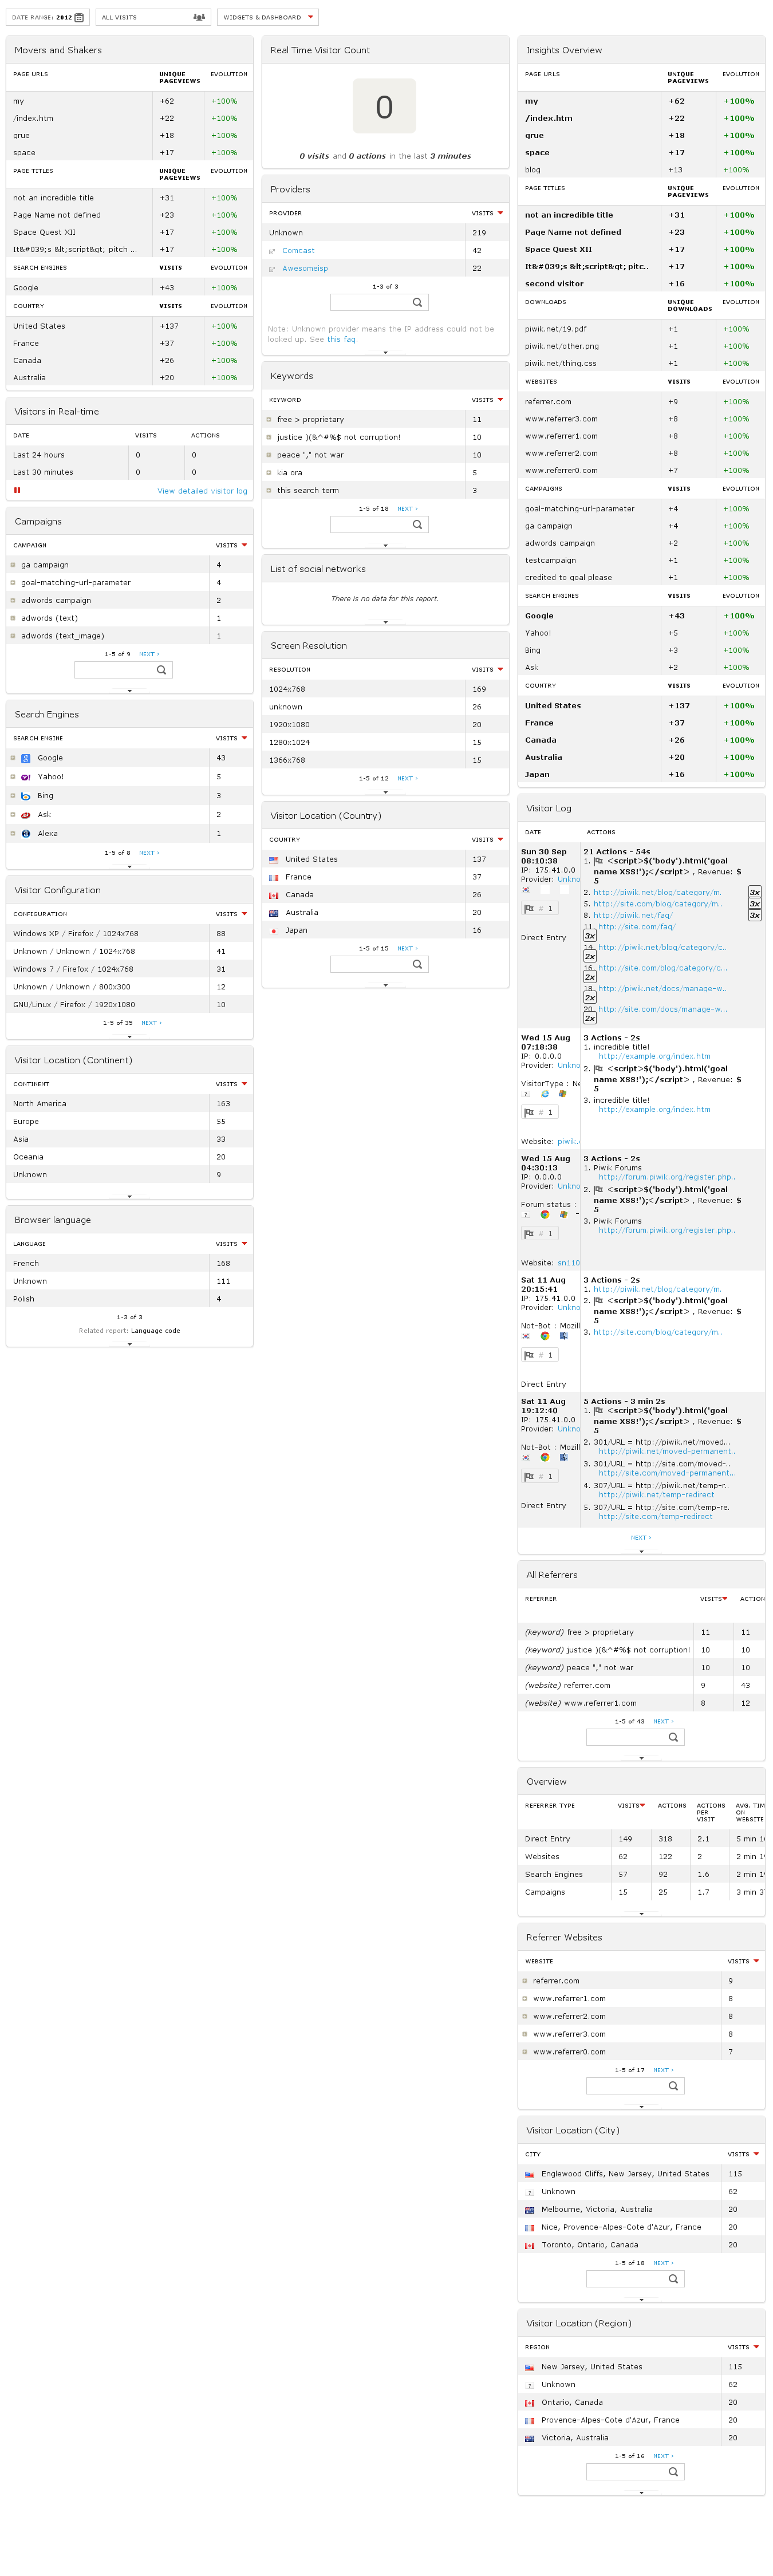 DATE RANGE: 2012
ALL VISITS
WIDGETS & DASHBOARD
Movers and Shakers
PAGE URLS UNIQUE PAGEVIEWS EVOLUTION
my +62 +100%
/index.htm +22 +100%
grue +18 +100%
space +17 +100%
PAGE TITLES UNIQUE PAGEVIEWS EVOLUTION
not an incredible title +31 +100%
Page Name not defined +23 +100%
Space Quest XII +17 +100%
It&#039;s &lt;script&gt; pitch ... +17 +100%
SEARCH ENGINES VISITS EVOLUTION
Google +43 +100%
COUNTRY VISITS EVOLUTION
United States +137 +100%
France +37 +100%
Canada +26 +100%
Australia +20 +100%
Visitors in Real-time
DATE VISITS ACTIONS
Last 24 hours 0 0
Last 30 minutes 0 0
View detailed visitor log
Campaigns
CAMPAIGN VISITS
ga campaign 4
goal-matching-url-parameter 4
adwords campaign 2
adwords (text) 1
adwords (text_image) 1
1-5 of 9 NEXT ›
Search Engines
SEARCH ENGINE VISITS
Google 43
Yahoo! 5
Bing 3
Ask 2
Alexa 1
1-5 of 8 NEXT ›
Visitor Configuration
CONFIGURATION VISITS
Windows XP / Firefox / 1024x768 88
Unknown / Unknown / 1024x768 41
Windows 7 / Firefox / 1024x768 31
Unknown / Unknown / 800x300 12
GNU/Linux / Firefox / 1920x1080 10
1-5 of 35 NEXT ›
Visitor Location (Continent)
CONTINENT VISITS
North America 163
Europe 55
Asia 33
Oceania 20
Unknown 9
Browser language
LANGUAGE VISITS
French 168
Unknown 111
Polish 4
1-3 of 3
Related report: Language code
Real Time Visitor Count
0
0 visits and 0 actions in the last 3 minutes
Providers
PROVIDER VISITS
Unknown 219
Comcast 42
Awesomeisp 22
1-3 of 3
Note: Unknown provider means the IP address could not be
looked up. See this faq.
Keywords
KEYWORD VISITS
free > proprietary 11
justice )(&^#%$ not corruption! 10
peace "," not war 10
kia ora 5
this search term 3
1-5 of 18 NEXT ›
List of social networks
There is no data for this report.
Screen Resolution
RESOLUTION VISITS
1024x768 169
unknown 26
1920x1080 20
1280x1024 15
1366x768 15
1-5 of 12 NEXT ›
Visitor Location (Country)
COUNTRY VISITS
United States 137
France 37
Canada 26
Australia 20
Japan 16
1-5 of 15 NEXT ›
Insights Overview
PAGE URLS UNIQUE PAGEVIEWS EVOLUTION
my +62 +100%
/index.htm +22 +100%
grue +18 +100%
space +17 +100%
blog +13 +100%
PAGE TITLES UNIQUE PAGEVIEWS EVOLUTION
not an incredible title +31 +100%
Page Name not defined +23 +100%
Space Quest XII +17 +100%
It&#039;s &lt;script&gt; pitc.. +17 +100%
second visitor +16 +100%
DOWNLOADS UNIQUE DOWNLOADS EVOLUTION
piwik.net/19.pdf +1 +100%
piwik.net/other.png +1 +100%
piwik.net/thing.css +1 +100%
WEBSITES VISITS EVOLUTION
referrer.com +9 +100%
www.referrer3.com +8 +100%
www.referrer1.com +8 +100%
www.referrer2.com +8 +100%
www.referrer0.com +7 +100%
CAMPAIGNS VISITS EVOLUTION
goal-matching-url-parameter +4 +100%
ga campaign +4 +100%
adwords campaign +2 +100%
testcampaign +1 +100%
credited to goal please +1 +100%
SEARCH ENGINES VISITS EVOLUTION
Google +43 +100%
Yahoo! +5 +100%
Bing +3 +100%
Ask +2 +100%
COUNTRY VISITS EVOLUTION
United States +137 +100%
France +37 +100%
Canada +26 +100%
Australia +20 +100%
Japan +16 +100%
Visitor Log
DATE ACTIONS
Sun 30 Sep
08:10:38
IP: 175.41.0.0
Provider: Unkno
# 1
Direct Entry
21 Actions - 54s
1. <script>$('body').html('goal
name XSS!');</script> , Revenue: $
5
2. http://piwik.net/blog/category/m. 3x
5. http://site.com/blog/category/m.. 3x
8. http://piwik.net/faq/ 3x
11. http://site.com/faq/
3x
14. http://piwik.net/blog/category/c..
2x
16. http://site.com/blog/category/c...
2x
18. http://piwik.net/docs/manage-w..
2x
20. http://site.com/docs/manage-w...
2x
Wed 15 Aug
07:18:38
IP: 0.0.0.0
Provider: Unkno
VisitorType : Ne
# 1
Website: piwik.
3 Actions - 2s
1. incredible title!
http://example.org/index.htm
2. <script>$('body').html('goal
name XSS!');</script> , Revenue: $
5
3. incredible title!
http://example.org/index.htm
Wed 15 Aug
04:30:13
IP: 0.0.0.0
Provider: Unkno
Forum status :
# 1
Website: sn110
3 Actions - 2s
1. Piwik Forums
http://forum.piwik.org/register.php..
2. <script>$('body').html('goal
name XSS!');</script> , Revenue: $
5
3. Piwik Forums
http://forum.piwik.org/register.php..
Sat 11 Aug
20:15:41
IP: 175.41.0.0
Provider: Unkno
Not-Bot : Mozill
# 1
Direct Entry
3 Actions - 2s
1. http://piwik.net/blog/category/m.
2. <script>$('body').html('goal
name XSS!');</script> , Revenue: $
5
3. http://site.com/blog/category/m..
Sat 11 Aug
19:12:40
IP: 175.41.0.0
Provider: Unkno
Not-Bot : Mozill
# 1
Direct Entry
5 Actions - 3 min 2s
1. <script>$('body').html('goal
name XSS!');</script> , Revenue: $
5
2. 301/URL = http://piwik.net/moved...
http://piwik.net/moved-permanent..
3. 301/URL = http://site.com/moved-..
http://site.com/moved-permanent...
4. 307/URL = http://piwik.net/temp-r..
http://piwik.net/temp-redirect
5. 307/URL = http://site.com/temp-re.
http://site.com/temp-redirect
NEXT ›
All Referrers
REFERRER VISITS ACTION
(keyword) free > proprietary 11 11
(keyword) justice )(&^#%$ not corruption! 10 10
(keyword) peace "," not war 10 10
(website) referrer.com 9 43
(website) www.referrer1.com 8 12
1-5 of 43 NEXT ›
Overview
REFERRER TYPE VISITS ACTIONS ACTIONS PER VISIT AVG. TIM ON WEBSITE
Direct Entry 149 318 2.1 5 min 1
Websites 62 122 2 2 min 1
Search Engines 57 92 1.6 2 min 1
Campaigns 15 25 1.7 3 min 3
Referrer Websites
WEBSITE VISITS
referrer.com 9
www.referrer1.com 8
www.referrer2.com 8
www.referrer3.com 8
www.referrer0.com 7
1-5 of 17 NEXT ›
Visitor Location (City)
CITY VISITS
Englewood Cliffs, New Jersey, United States 115
Unknown 62
Melbourne, Victoria, Australia 20
Nice, Provence-Alpes-Cote d'Azur, France 20
Toronto, Ontario, Canada 20
1-5 of 18 NEXT ›
Visitor Location (Region)
REGION VISITS
New Jersey, United States 115
Unknown 62
Ontario, Canada 20
Provence-Alpes-Cote d'Azur, France 20
Victoria, Australia 20
1-5 of 16 NEXT ›